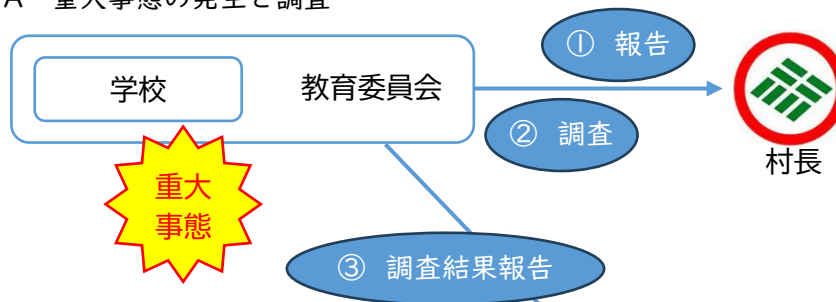 A 重大事態の発生と調査
① 報告
学校
教育委員会
② 調査
村長
重大
事態
③ 調査結果報告